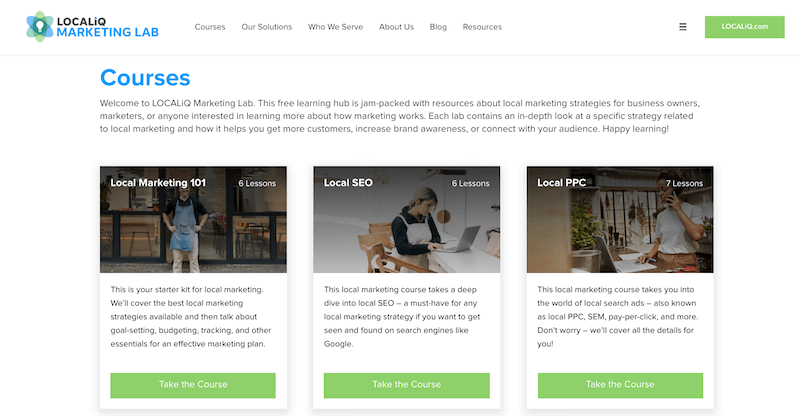 LOCALiQ
MARKETING LAB
Courses
Our Solutions
Who We Serve
About Us
Blog
Resources
LOCALiQ.com
Courses
Welcome to LOCALiQ Marketing Lab. This free learning hub is jam-packed with resources about local marketing strategies for business owners,
marketers, or anyone interested in learning more about how marketing works. Each lab contains an in-depth look at a specific strategy related
to local marketing and how it helps you get more customers, increase brand awareness, or connect with your audience. Happy learning!
Local Marketing 101
6 Lessons
This is your starter kit for local marketing.
We'll cover the best local marketing
strategies available and then talk about
goal-setting, budgeting, tracking, and other
essentials for an effective marketing plan.
Take the Course
Local SEO
6 Lessons
This local marketing course takes a deep
dive into local SEO – a must-have for any
local marketing strategy if you want to get
seen and found on search engines like
Google.
Take the Course
Local PPC
7 Lessons
This local marketing course takes you into
the world of local search ads – also known
as local PPC, SEM, pay-per-click, and more.
Don't worry – we'll cover all the details for
you!
Take the Course